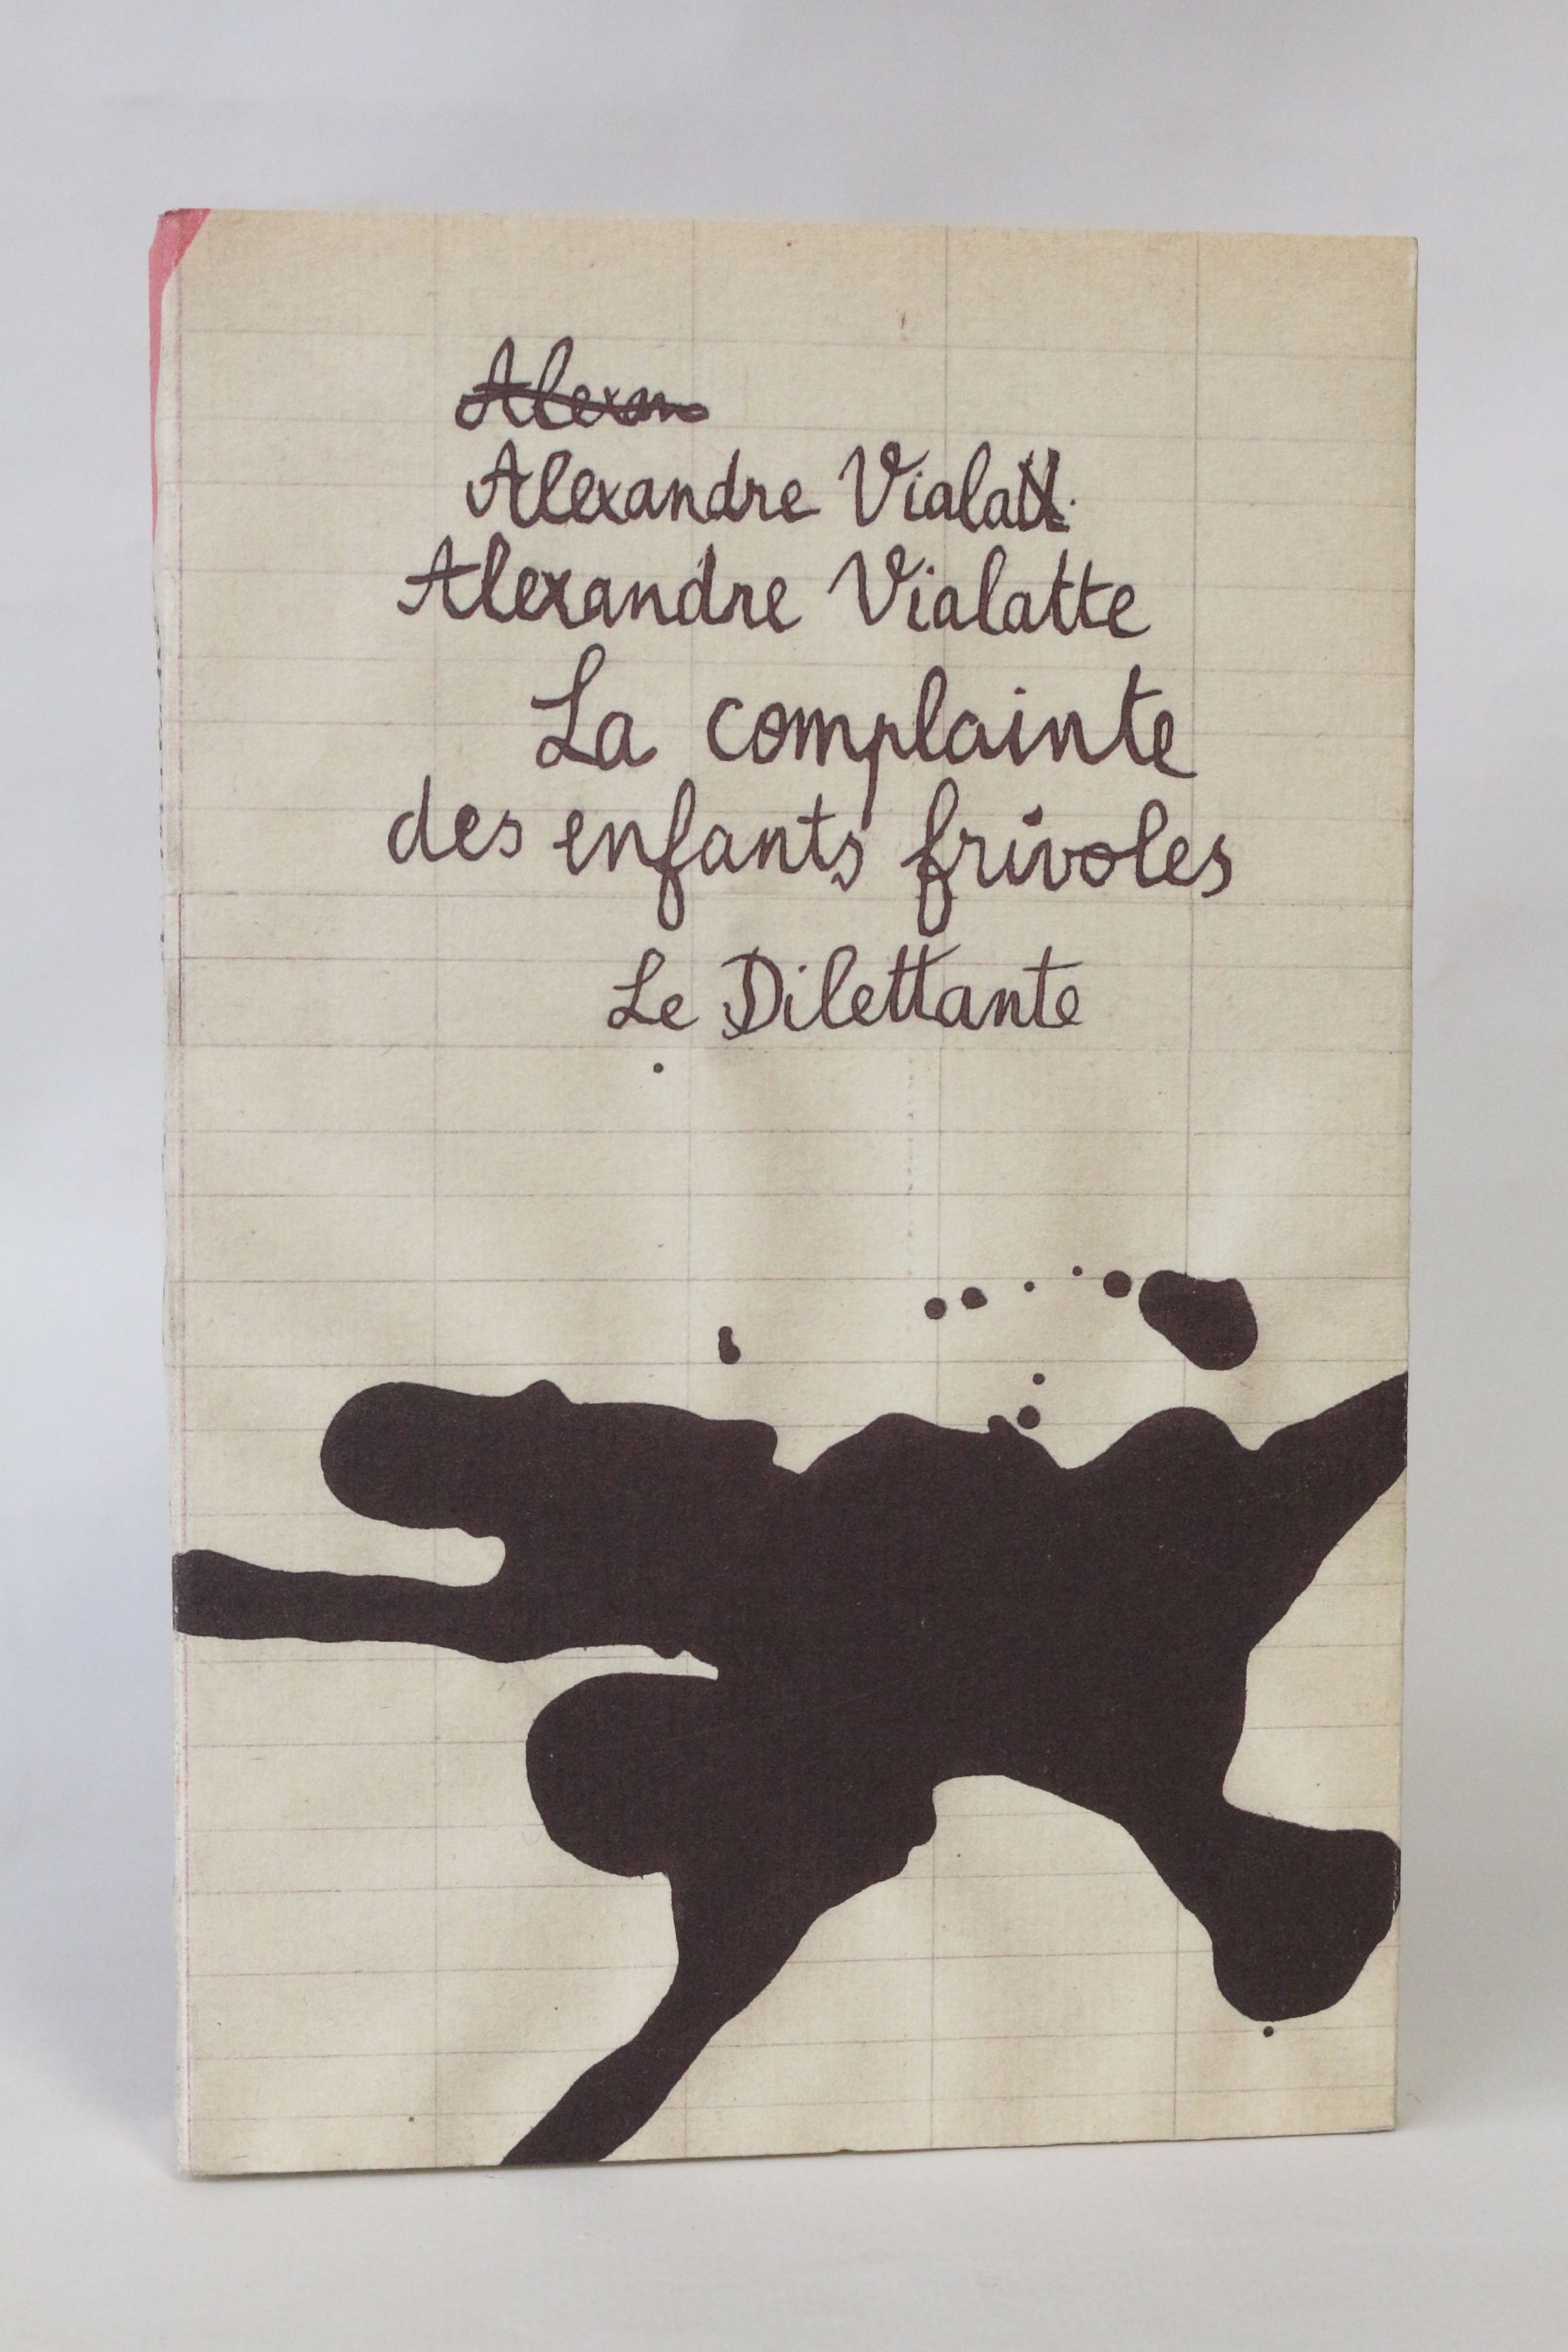 Alexan
Alexandre Vialatt
Alexandre Vialatte
La complainte
des enfants frivoles
Le Dilettante